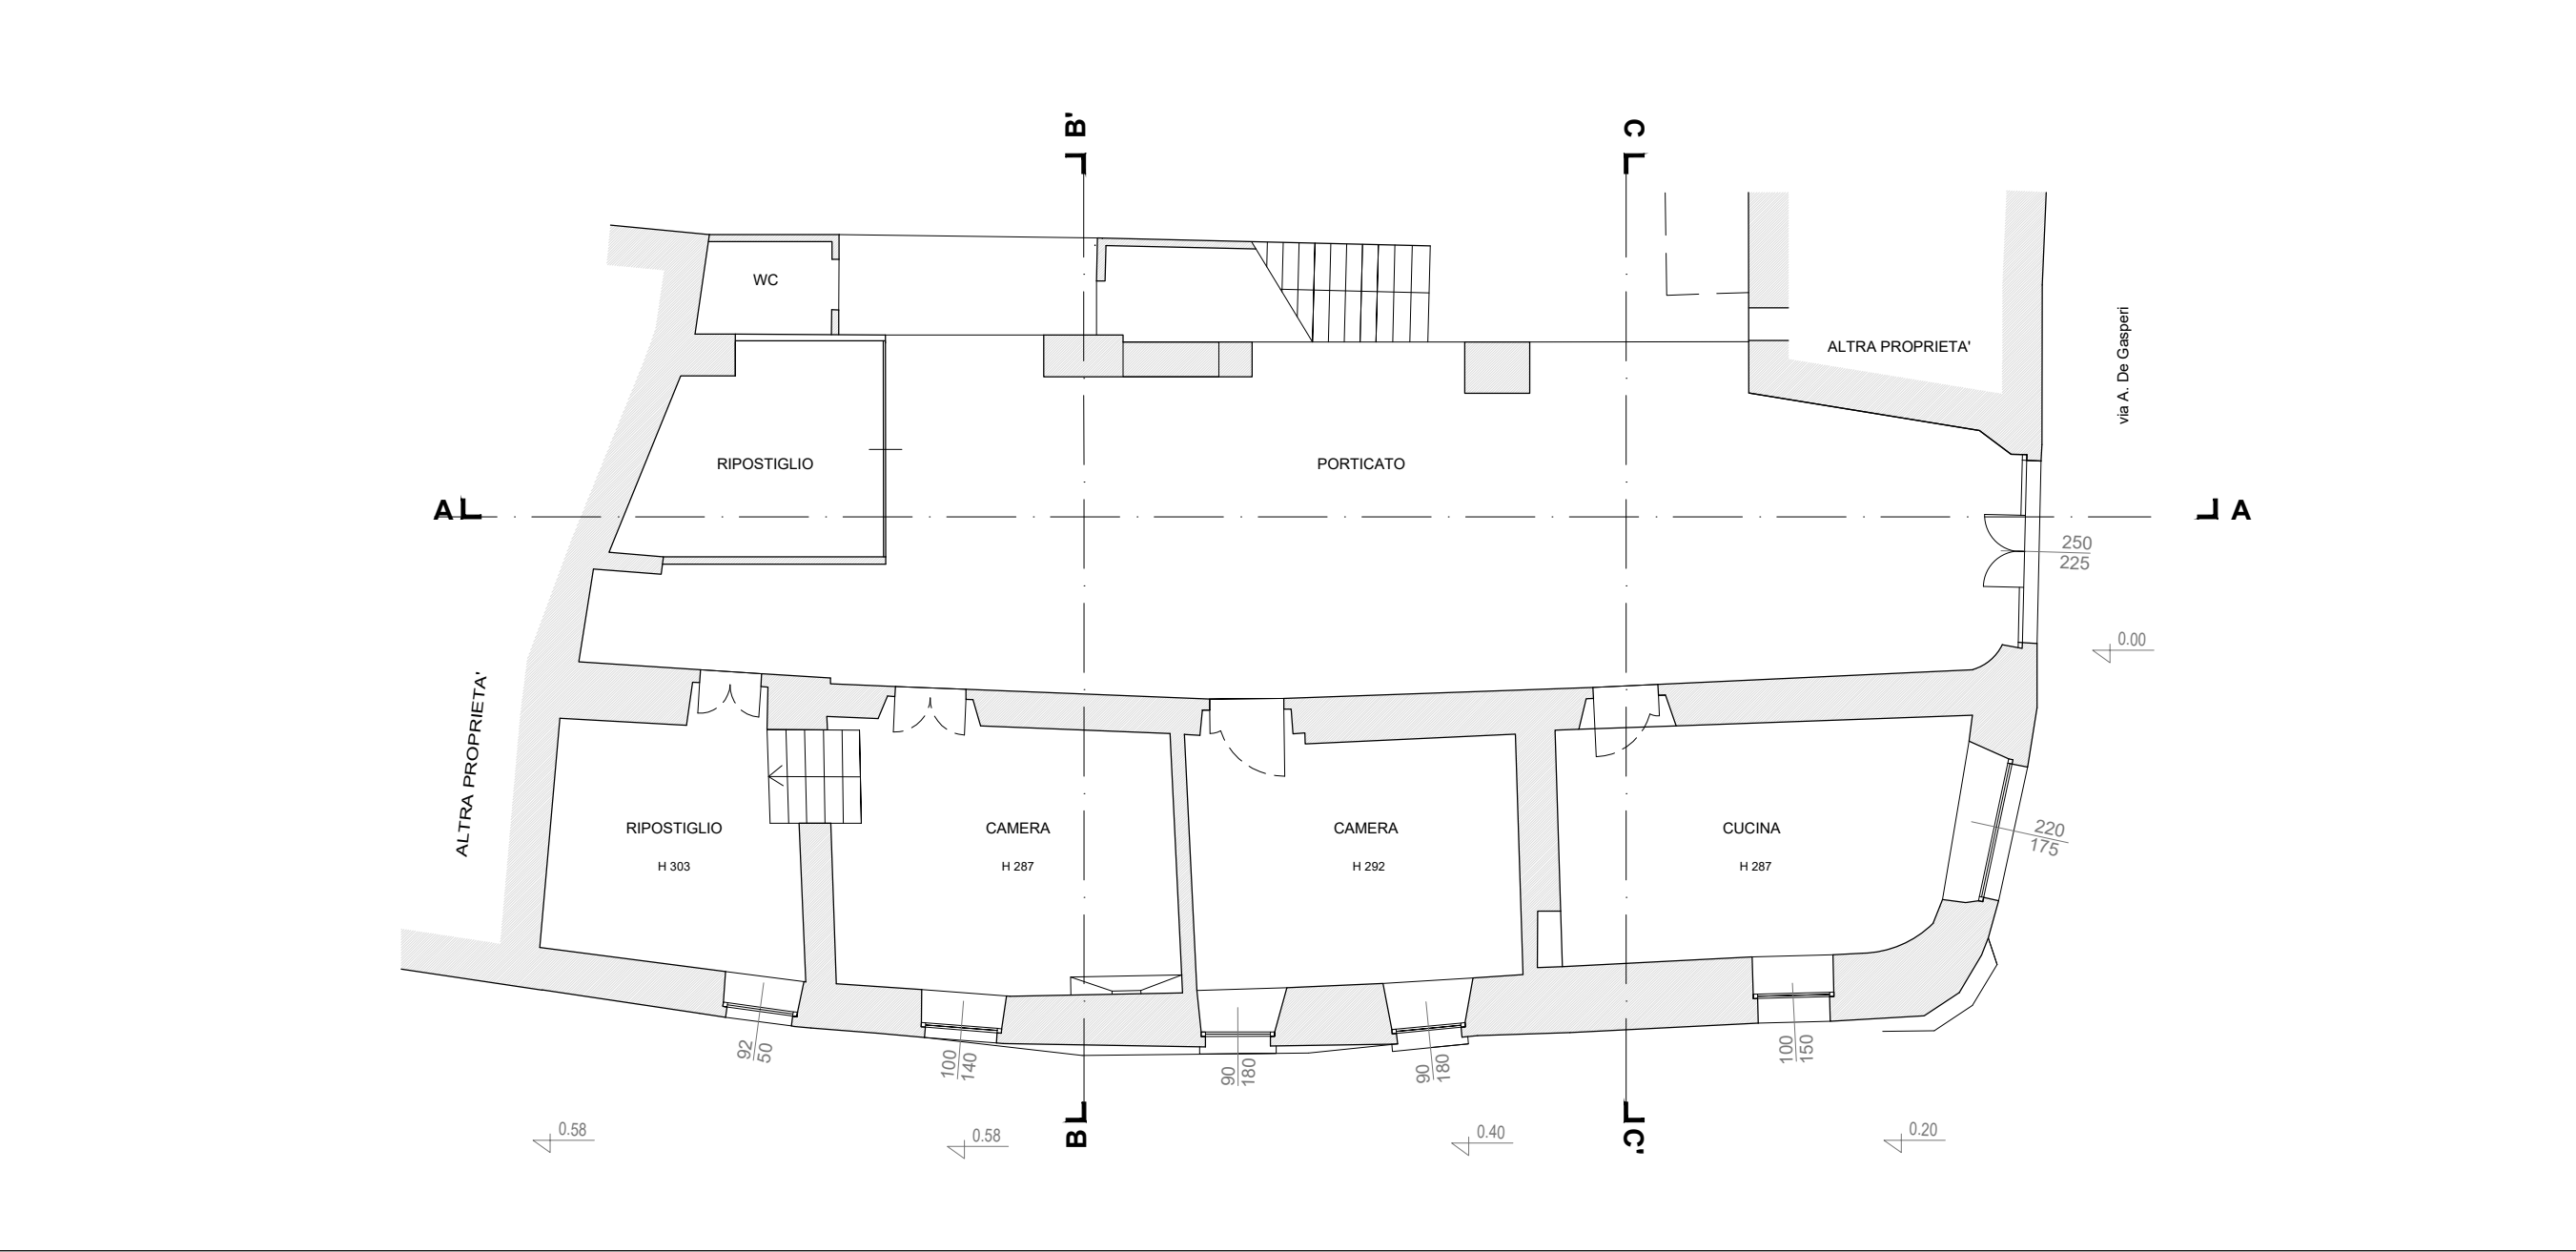 B'
C
WC
ALTRA PROPRIETA'
via A. De Gasperi
RIPOSTIGLIO
PORTICATO
A
A
250
225
0.00
ALTRA PROPRIETA'
RIPOSTIGLIO
H 303
CAMERA
H 287
CAMERA
H 292
CUCINA
H 287
220
175
92
50
100
140
90
180
90
180
100
150
B
C'
0.58
0.58
0.40
0.20